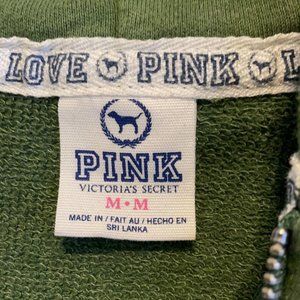 LOVE PINK L
PINK
VICTORIA'S SECRET
M•M
MADE IN / FAIT AU / HECHO EN
SRI LANKA